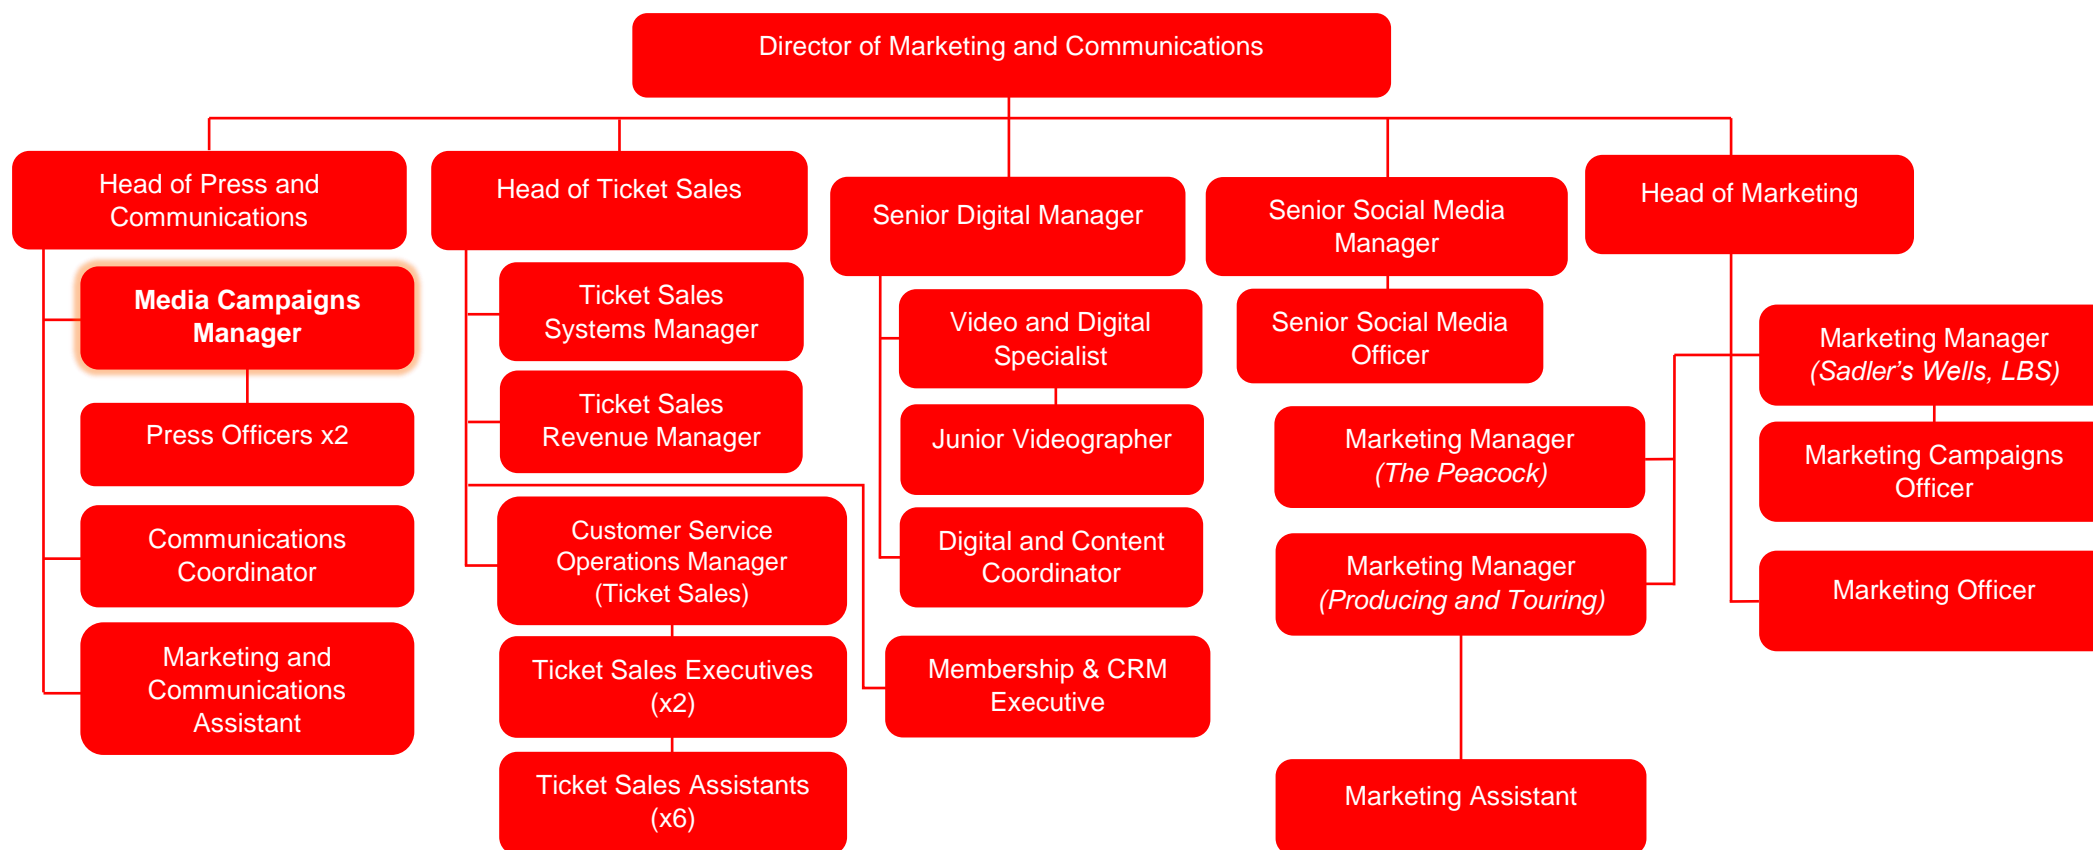 Director of Marketing and Communications
Head of Press and
Communications
Head of Ticket Sales
Senior Digital Manager
Senior Social Media
Manager
Head of Marketing
Media Campaigns
Manager
Press Officers x2
Communications
Coordinator
Marketing and
Communications
Assistant
Ticket Sales
Systems Manager
Ticket Sales
Revenue Manager
Customer Service
Operations Manager
(Ticket Sales)
Ticket Sales Executives
(x2)
Ticket Sales Assistants
(x6)
Video and Digital
Specialist
Junior Videographer
Digital and Content
Coordinator
Membership & CRM
Executive
Senior Social Media
Officer
Marketing Manager
(The Peacock)
Marketing Manager
(Producing and Touring)
Marketing Assistant
Marketing Manager
(Sadler’s Wells, LBS)
Marketing Campaigns
Officer
Marketing Officer